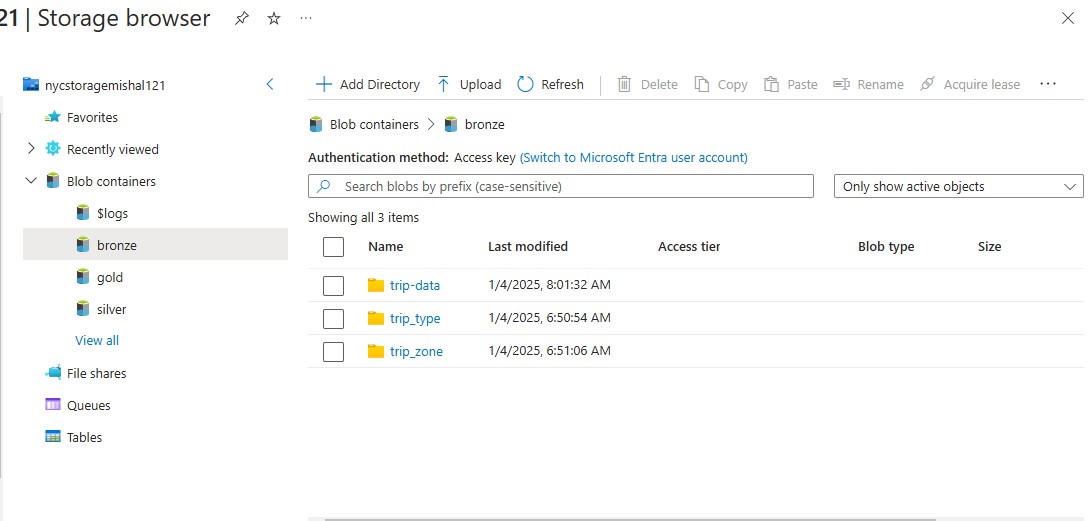 21 | Storage browser
nycstoragemishal121
Favorites
Recently viewed
Blob containers
$logs
bronze
gold
silver
View all
File shares
Queues
Tables
Add Directory Upload Refresh Delete Copy Paste Rename Acquire lease
Blob containers > bronze
Authentication method: Access key (Switch to Microsoft Entra user account)
Search blobs by prefix (case-sensitive) Only show active objects
Showing all 3 items
Name Last modified Access tier Blob type Size
trip-data 1/4/2025, 8:01:32 AM
trip_type 1/4/2025, 6:50:54 AM
trip_zone 1/4/2025, 6:51:06 AM